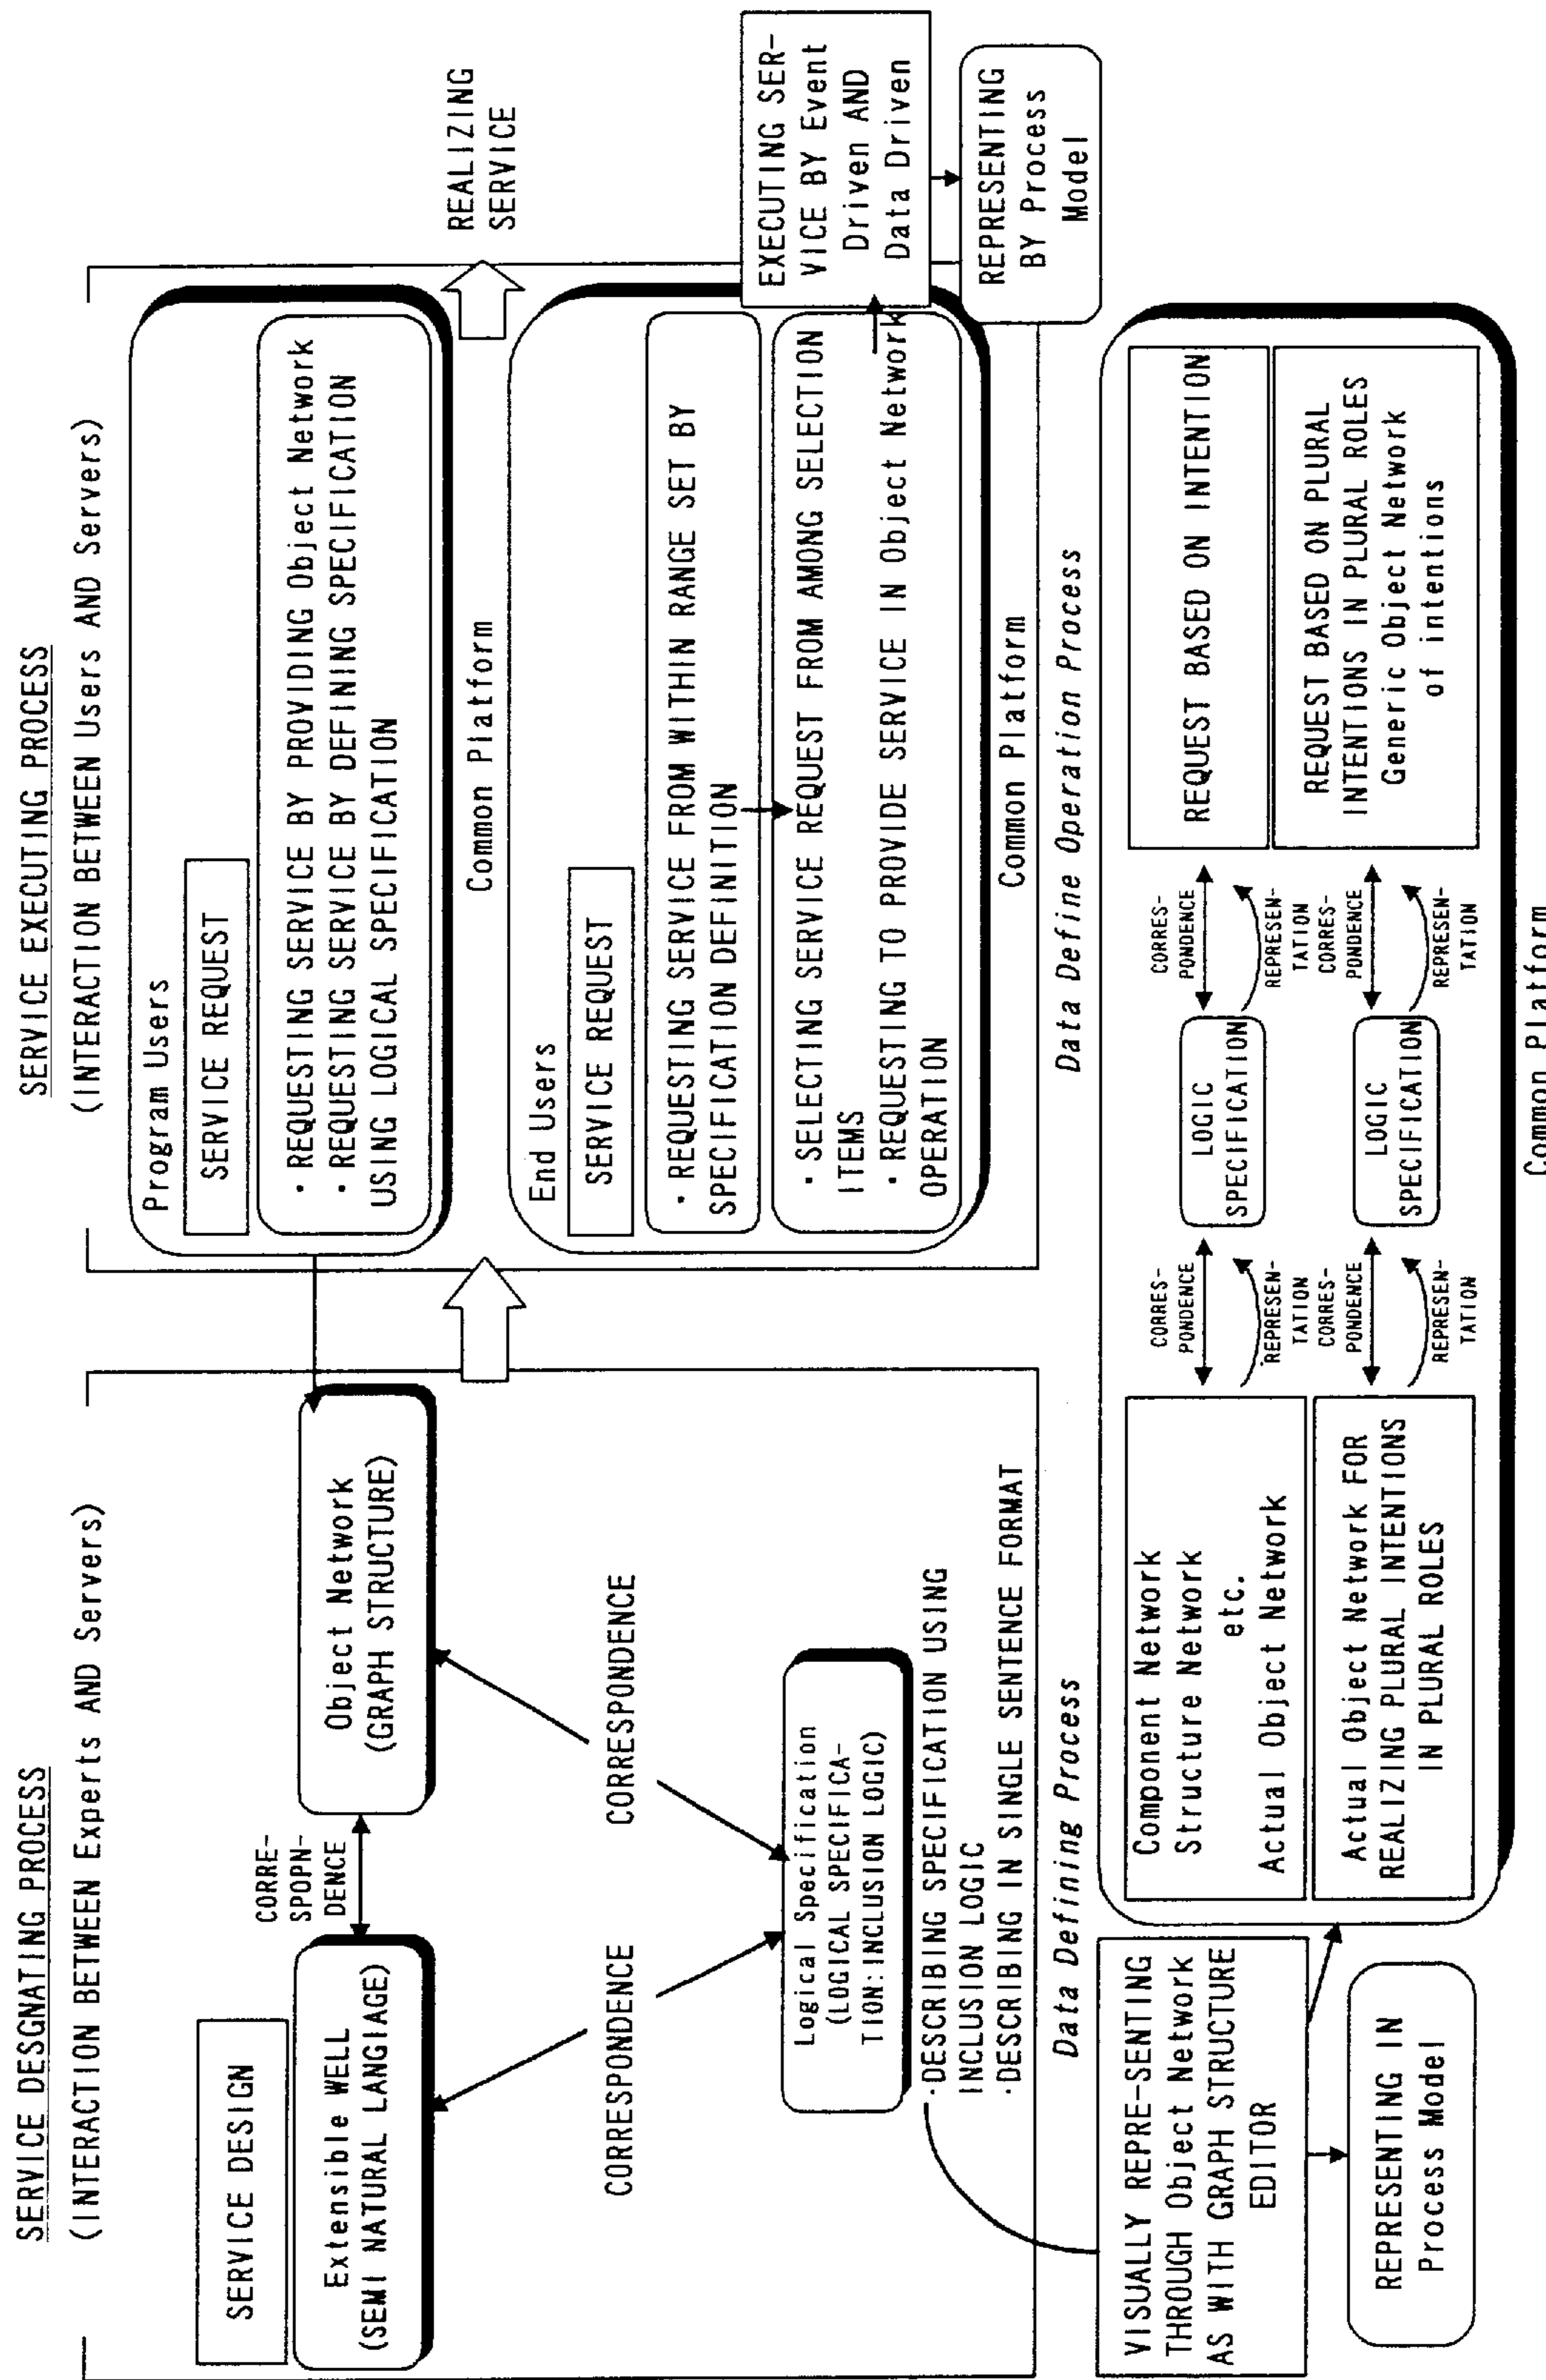 SERVICE DESGNATING PROCESS
(INTERACTION BETWEEN Experts AND Servers)
SERVICE DESIGN
Extensible WELL
(SEMI NATURAL LANGIAGE)
CORRE-
SPOPN-
DENCE
Object Network
(GRAPH STRUCTURE)
CORRESPONDENCE
CORRESPONDENCE
Logical Specification
(LOGICAL SPECIFICA-
TION:INCLUSION LOGIC)
·DESCRIBING SPECIFICATION USING
INCLUSION LOGIC
·DESCRIBING IN SINGLE SENTENCE FORMAT
Data Defining Process
SERVICE EXECUTING PROCESS
(INTERACTION BETWEEN Users AND Servers)
Program Users
SERVICE REQUEST
· REQUESTING SERVICE BY PROVIDING Object Network
· REQUESTING SERVICE BY DEFINING SPECIFICATION
USING LOGICAL SPECIFICATION
Common Platform
REALIZING
SERVICE
End Users
SERVICE REQUEST
· REQUESTING SERVICE FROM WITHIN RANGE SET BY
SPECIFICATION DEFINITION
· SELECTING SERVICE REQUEST FROM AMONG SELECTION
ITEMS
· REQUESTING TO PROVIDE SERVICE IN Object Network
OPERATION
Common Platform
EXECUTING SER-
VICE BY Event
Driven AND
Data Driven
REPRESENTING
BY Process
Model
Data Define Operation Process
VISUALLY REPRE-SENTING
THROUGH Object Network
AS WITH GRAPH STRUCTURE
EDITOR
REPRESENTING IN
Process Model
Component Network
Structure Network
etc.
Actual Object Network
Actual Object Network FOR
REALIZING PLURAL INTENTIONS
IN PLURAL ROLES
CORRES-
PONDENCE
REPRESEN-
TATION
CORRES-
PONDENCE
REPRESEN-
TATION
LOGIC
SPECIFICATION
LOGIC
SPECIFICATION
CORRES-
PONDENCE
REPRESEN-
TATION
CORRES-
PONDENCE
REPRESEN-
TATION
REQUEST BASED ON INTENTION
REQUEST BASED ON PLURAL
INTENTIONS IN PLURAL ROLES
Generic Object Network
of intentions
Common Platform